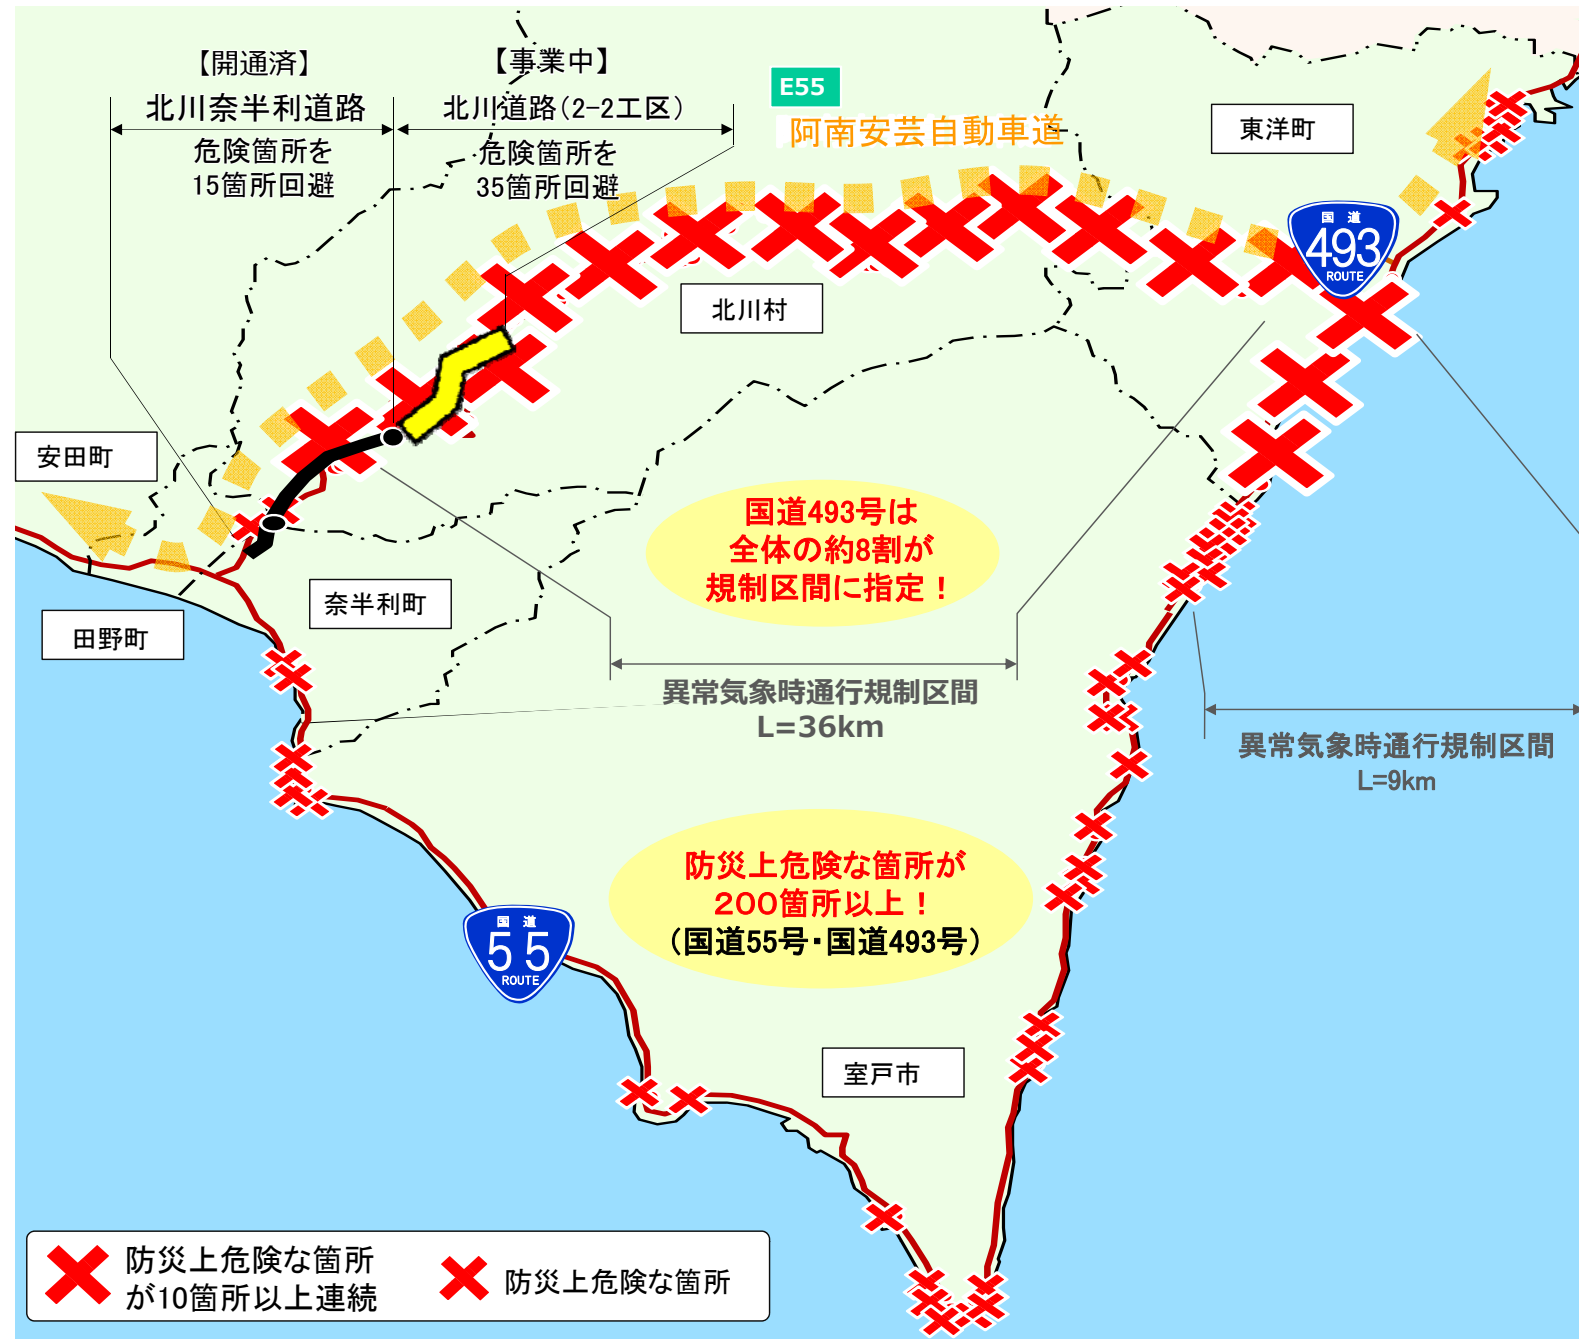 【開通済】
北川奈半利道路
危険箇所を
15箇所回避
【事業中】
北川道路(2-2工区)
危険箇所を
35箇所回避
E55
阿南安芸自動車道
東洋町
国道
493
ROUTE
北川村
安田町
田野町
奈半利町
国道493号は
全体の約8割が
規制区間に指定！
異常気象時通行規制区間
L=36km
異常気象時通行規制区間
L=9km
防災上危険な箇所が
200箇所以上！
(国道55号・国道493号)
国道
55
ROUTE
室戸市
防災上危険な箇所
が10箇所以上連続
防災上危険な箇所